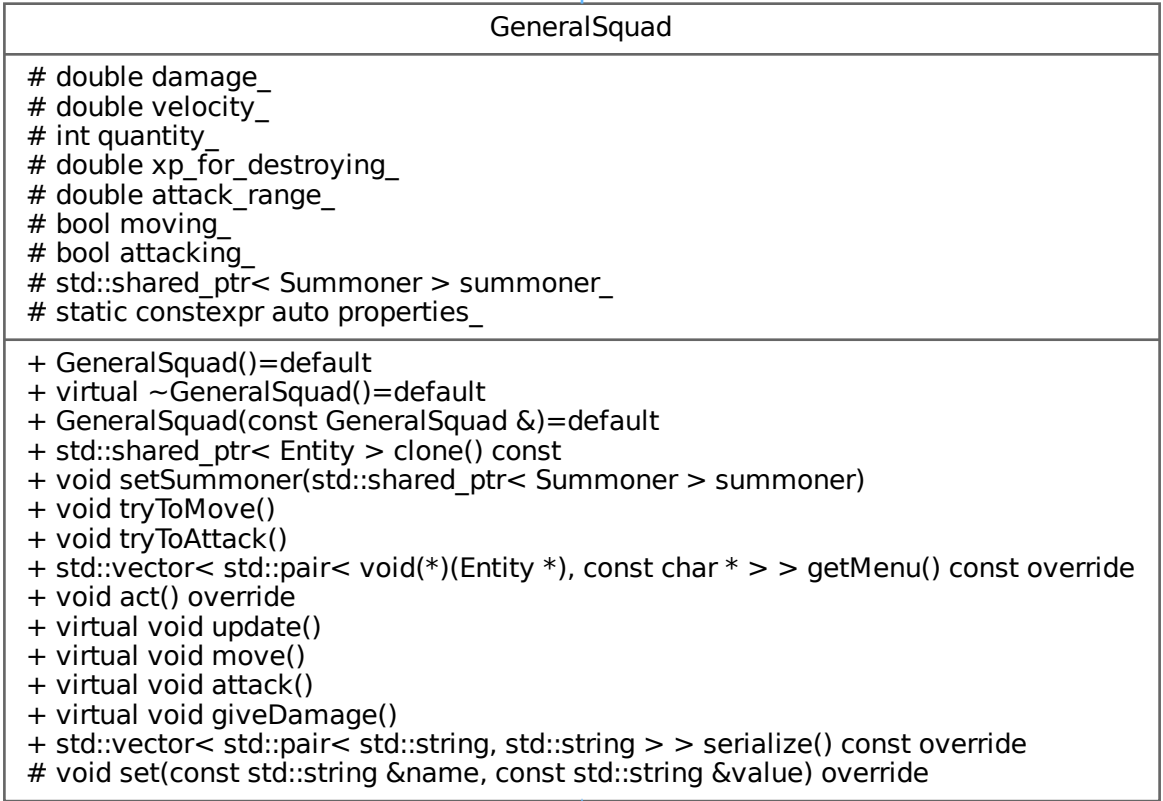 GeneralSquad
# double damage_
# double velocity_
# int quantity_
# double xp_for_destroying_
# double attack_range_
# bool moving_
# bool attacking_
# std::shared_ptr< Summoner > summoner_
# static constexpr auto properties_
+ GeneralSquad()=default
+ virtual ~GeneralSquad()=default
+ GeneralSquad(const GeneralSquad &)=default
+ std::shared_ptr< Entity > clone() const
+ void setSummoner(std::shared_ptr< Summoner > summoner)
+ void tryToMove()
+ void tryToAttack()
+ std::vector< std::pair< void(*)(Entity *), const char * > > getMenu() const override
+ void act() override
+ virtual void update()
+ virtual void move()
+ virtual void attack()
+ virtual void giveDamage()
+ std::vector< std::pair< std::string, std::string > > serialize() const override
# void set(const std::string &name, const std::string &value) override